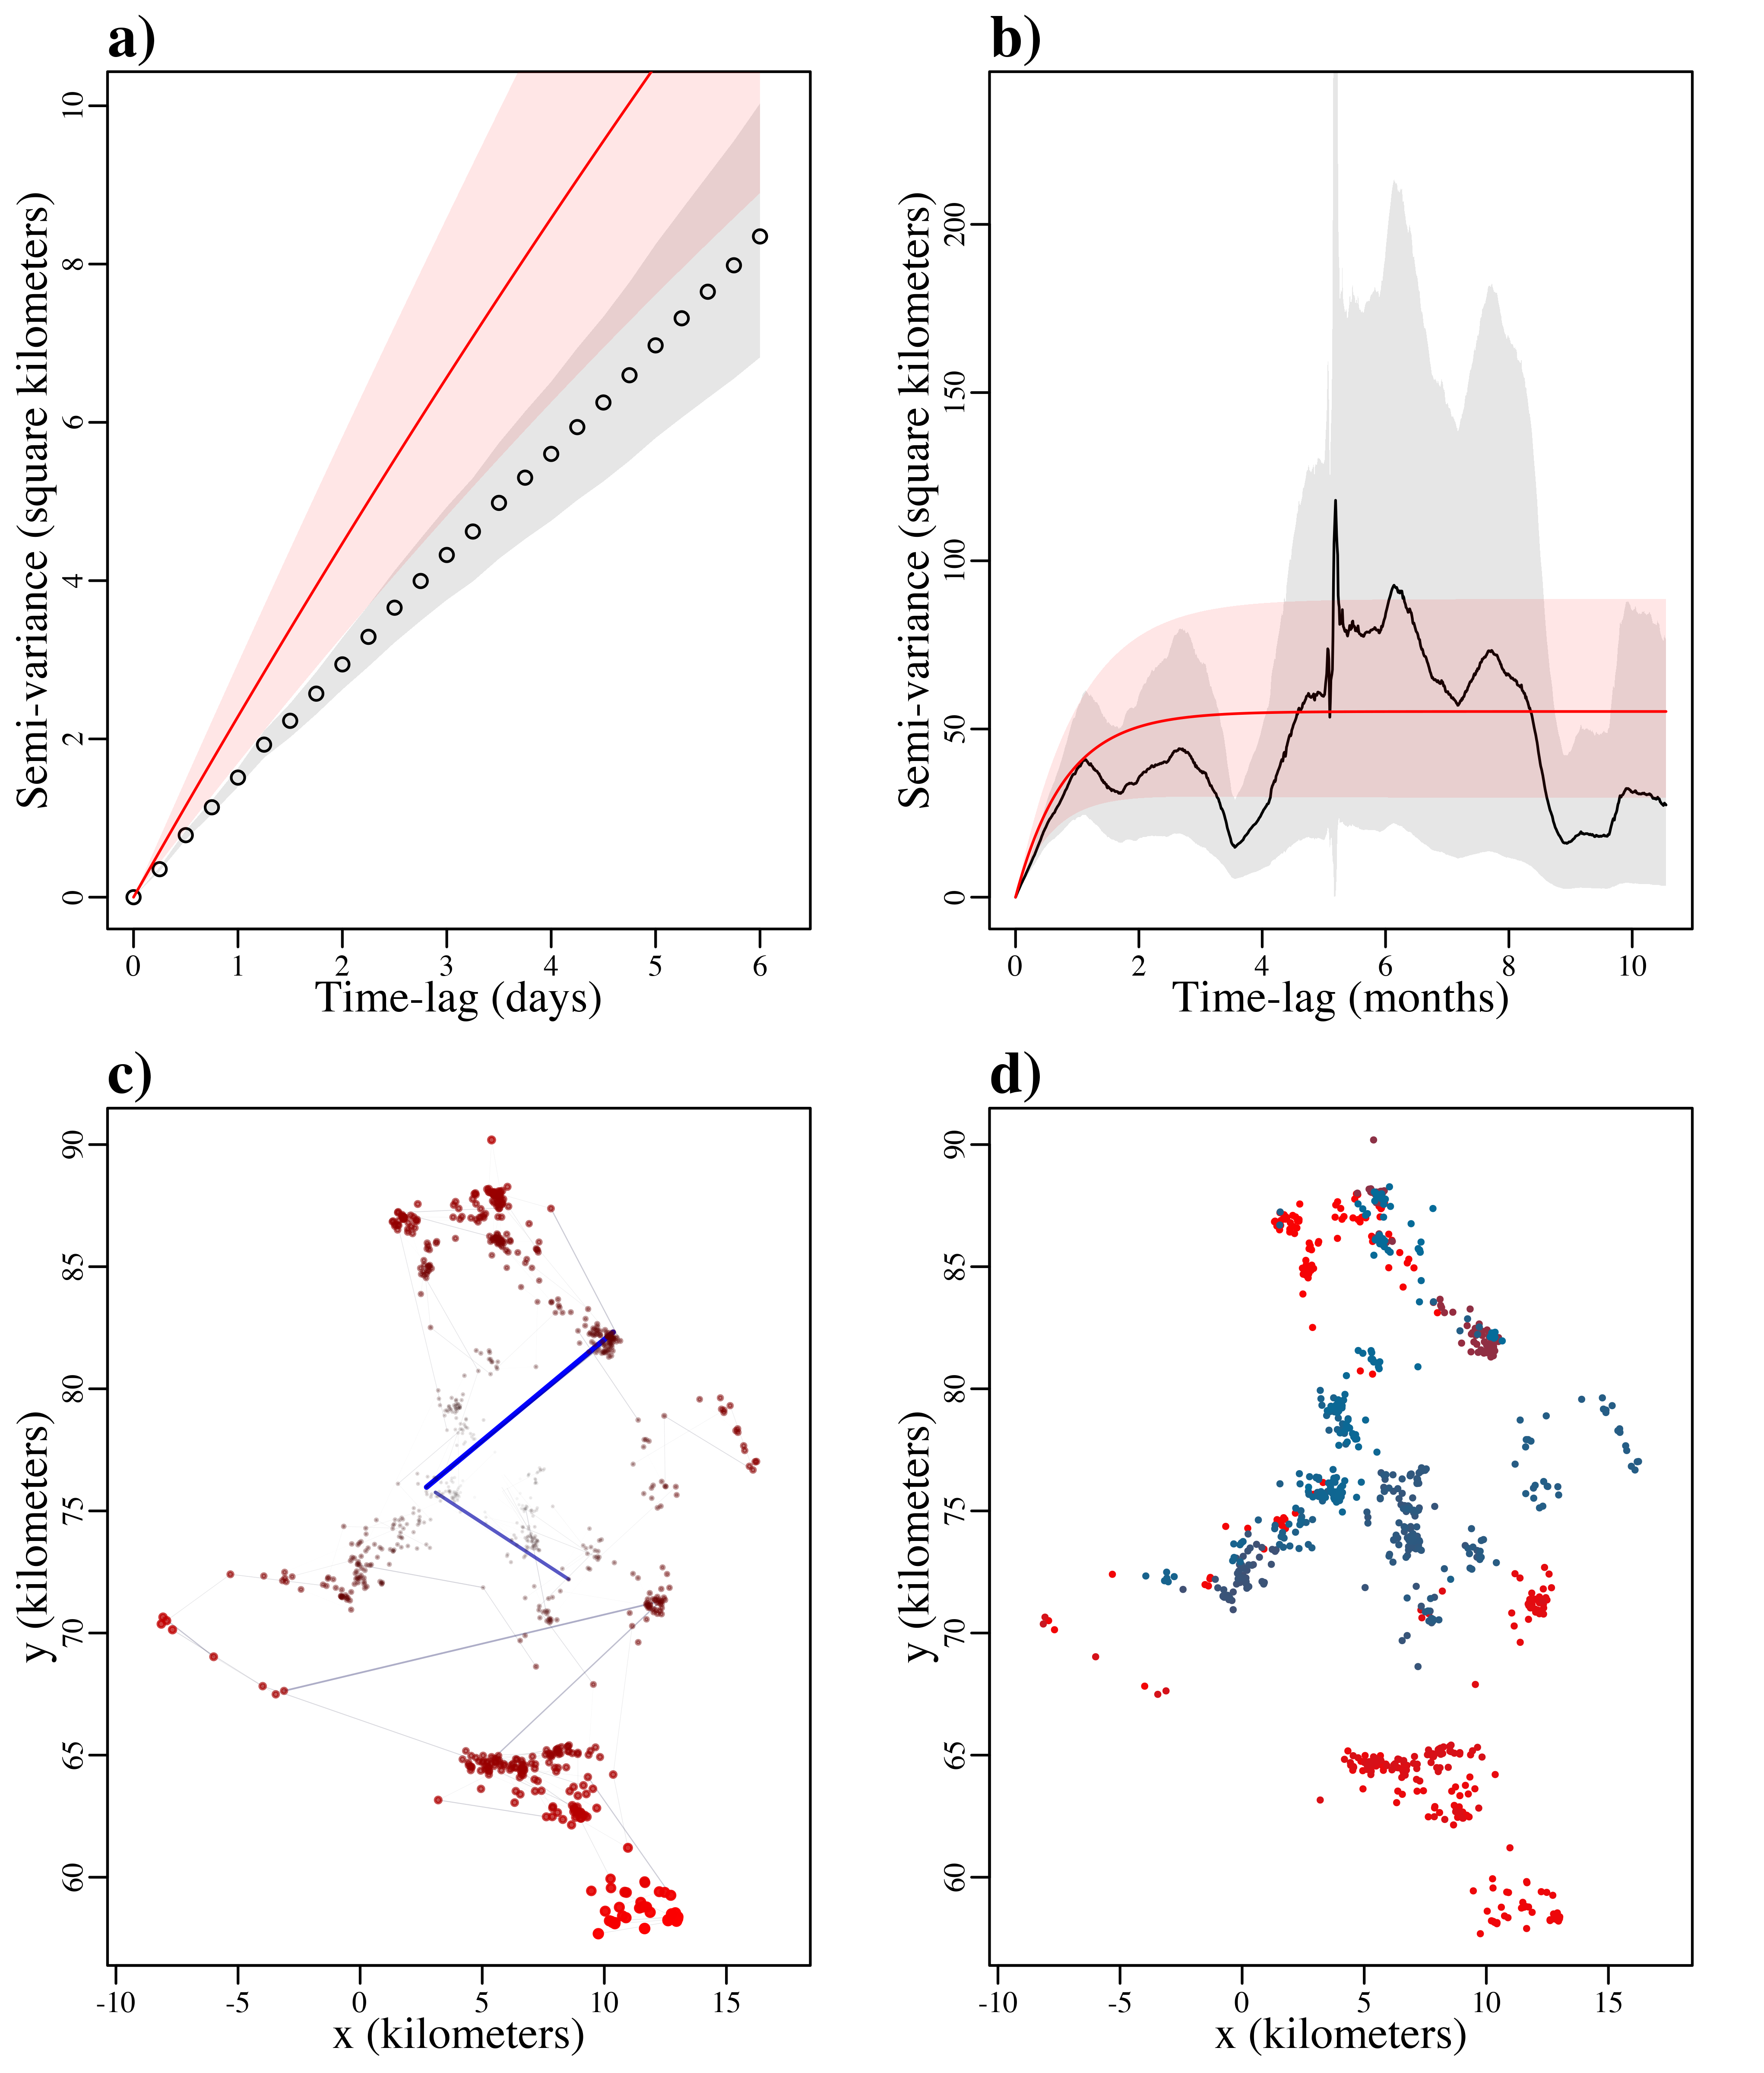 a)
Semi-variance (square kilometers)
10
8
6
4
2
0
0 1 2 3 4 5 6
Time-lag (days)
b)
Semi-variance (square kilometers)
200
150
100
50
0
0 2 4 6 8 10
Time-lag (months)
c)
y (kilometers)
90
85
80
75
70
65
60
-10 -5 0 5 10 15
x (kilometers)
d)
y (kilometers)
90
85
80
75
70
65
60
-10 -5 0 5 10 15
x (kilometers)